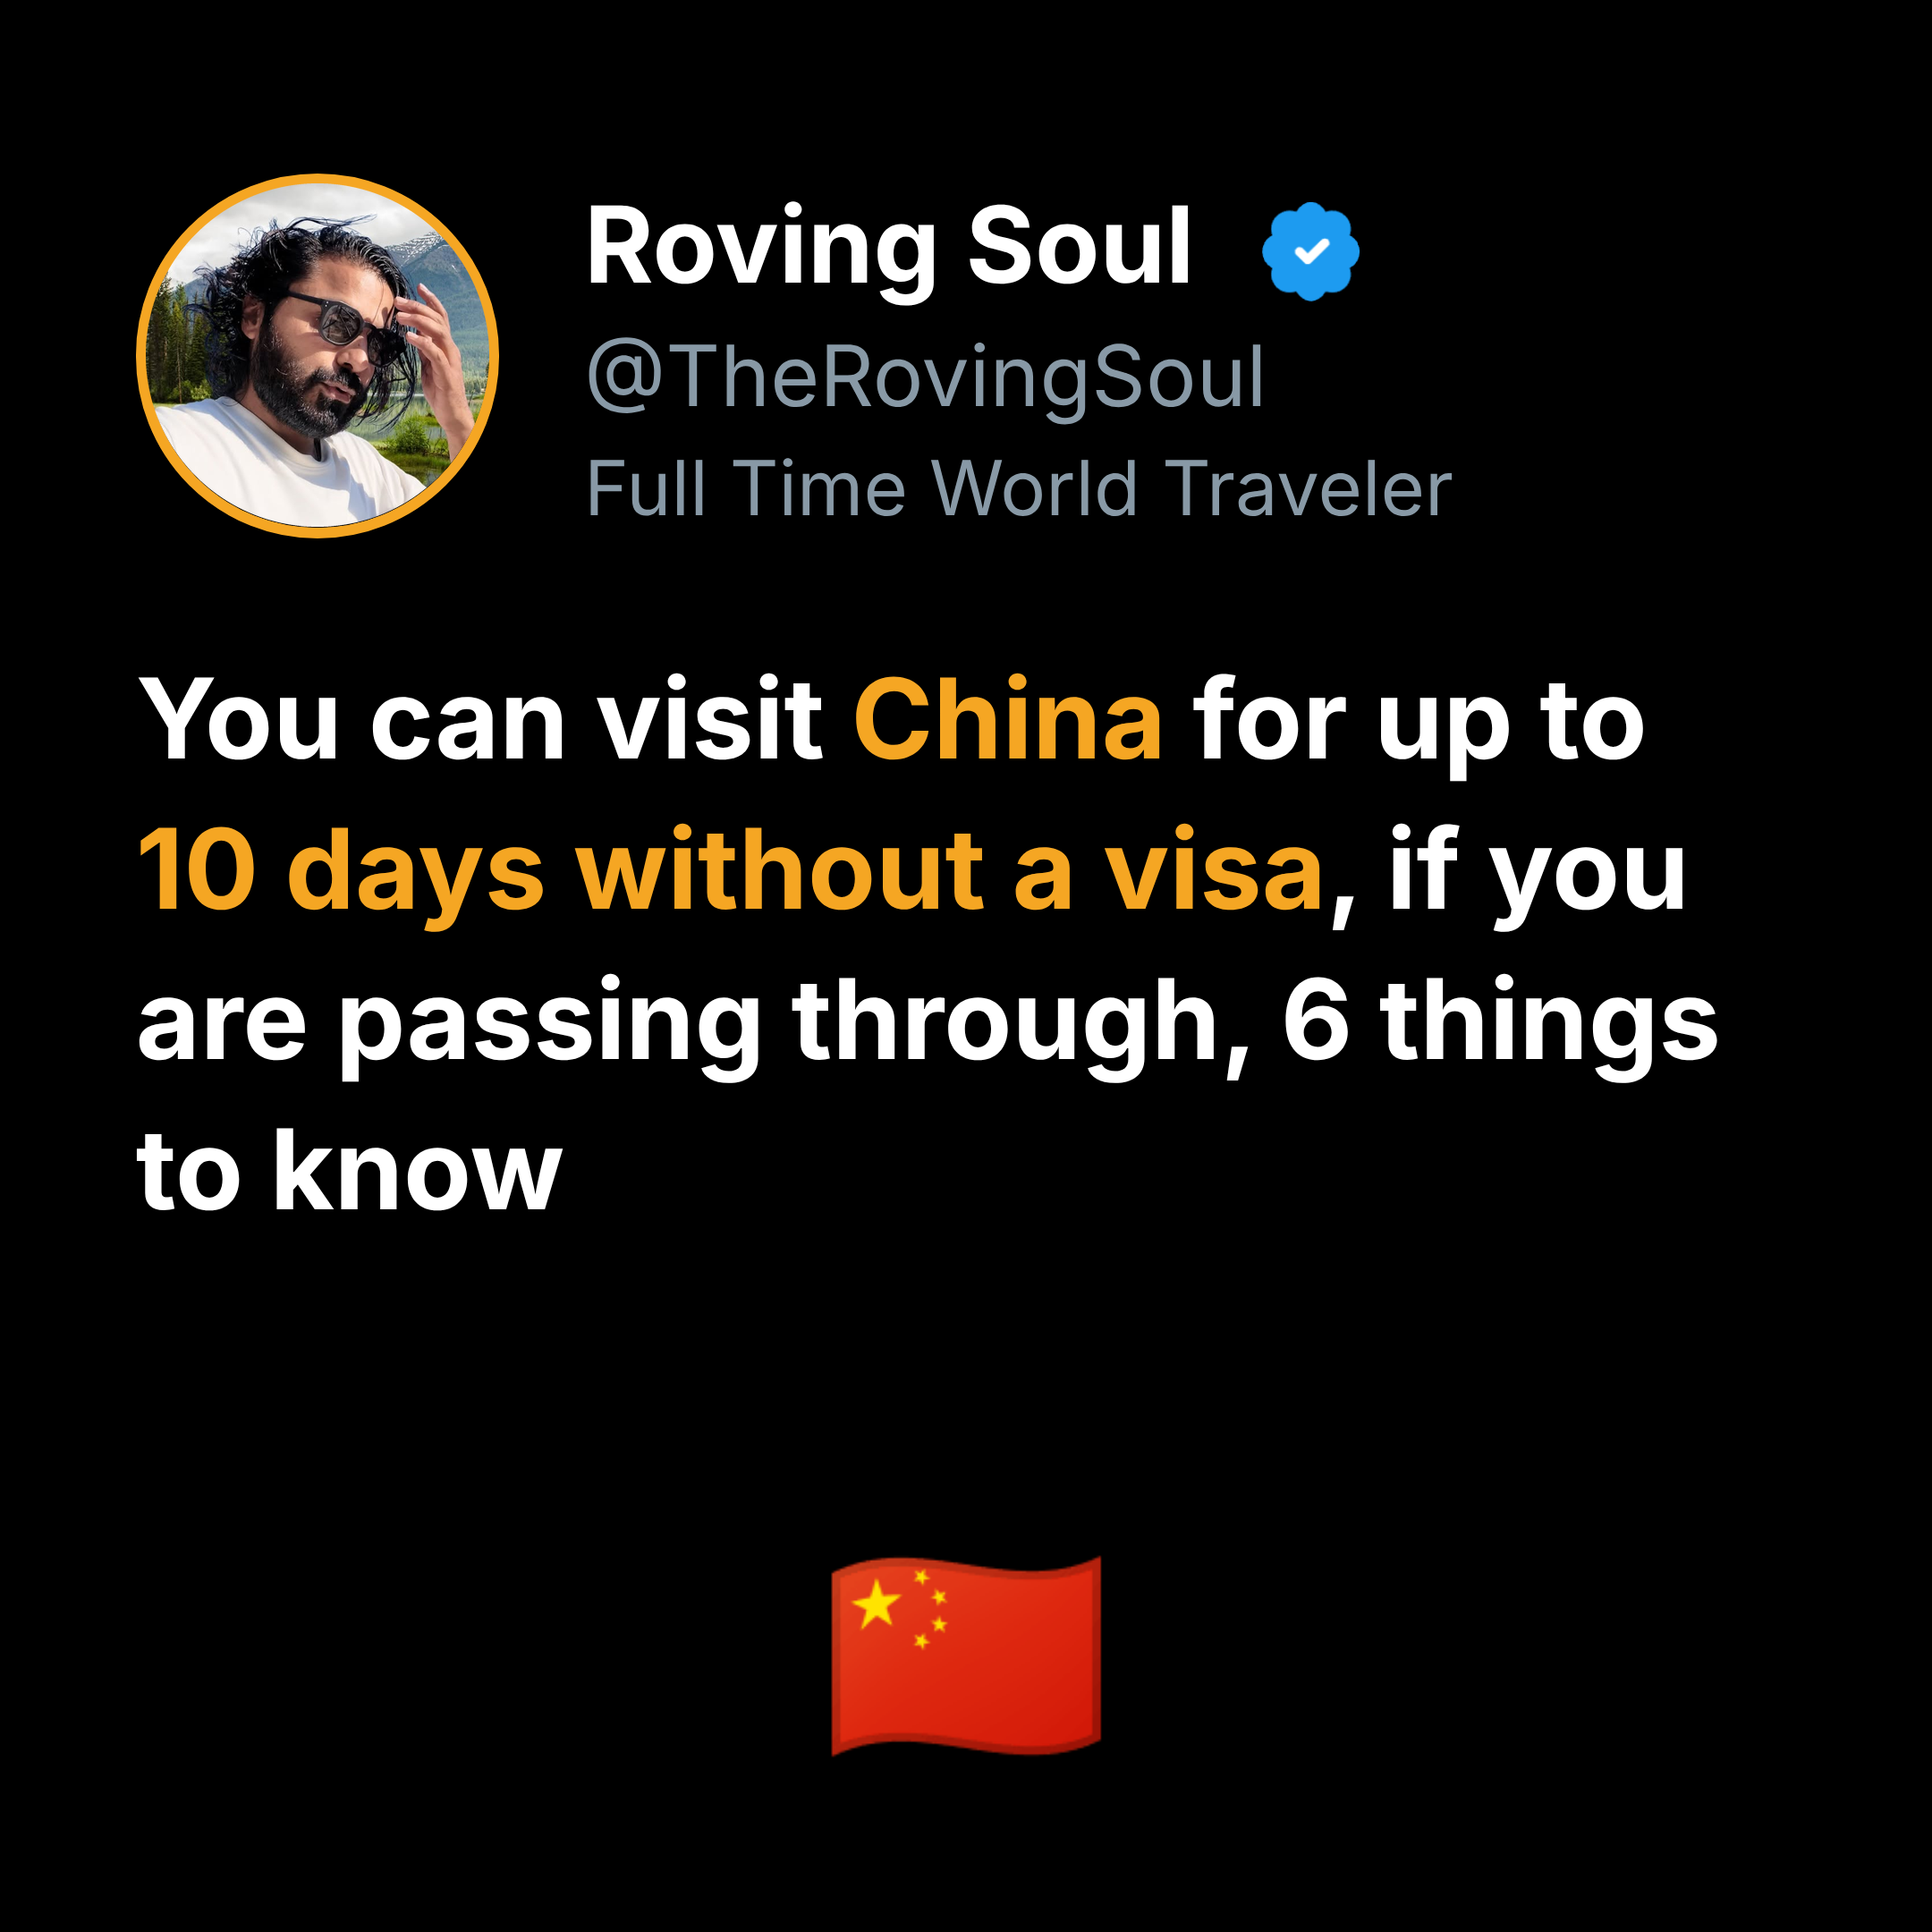 Roving Soul
@TheRovingSoul
Full Time World Traveler
You can visit China for up to
10 days without a visa, if you
are passing through, 6 things
to know